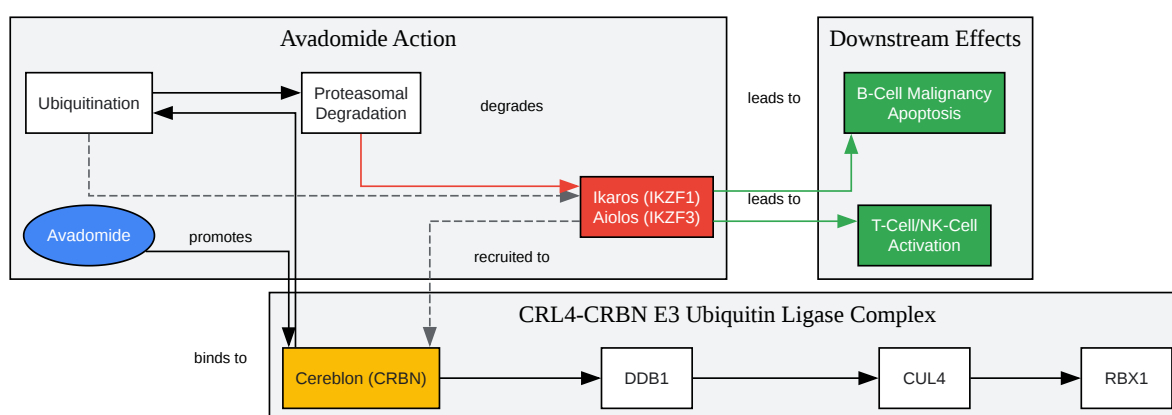 Avadomide Action
Downstream Effects
Ubiquitination
Proteasomal
Degradation
degrades
leads to
B-Cell Malignancy
Apoptosis
Ikaros (IKZF1)
Aiolos (IKZF3)
leads to
T-Cell/NK-Cell
Activation
Avadomide
promotes
recruited to
CRL4-CRBN E3 Ubiquitin Ligase Complex
binds to
Cereblon (CRBN)
DDB1
CUL4
RBX1